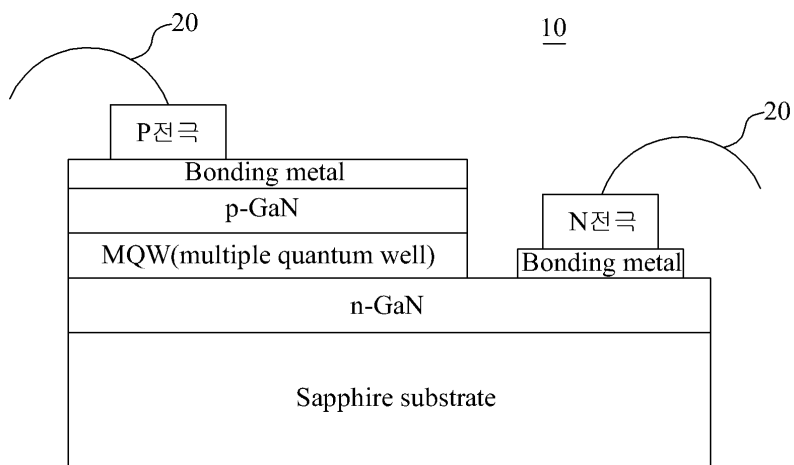 20
10
P전극
20
Bonding metal
p-GaN
N전극
MQW(multiple quantum well)
Bonding metal
n-GaN
Sapphire substrate